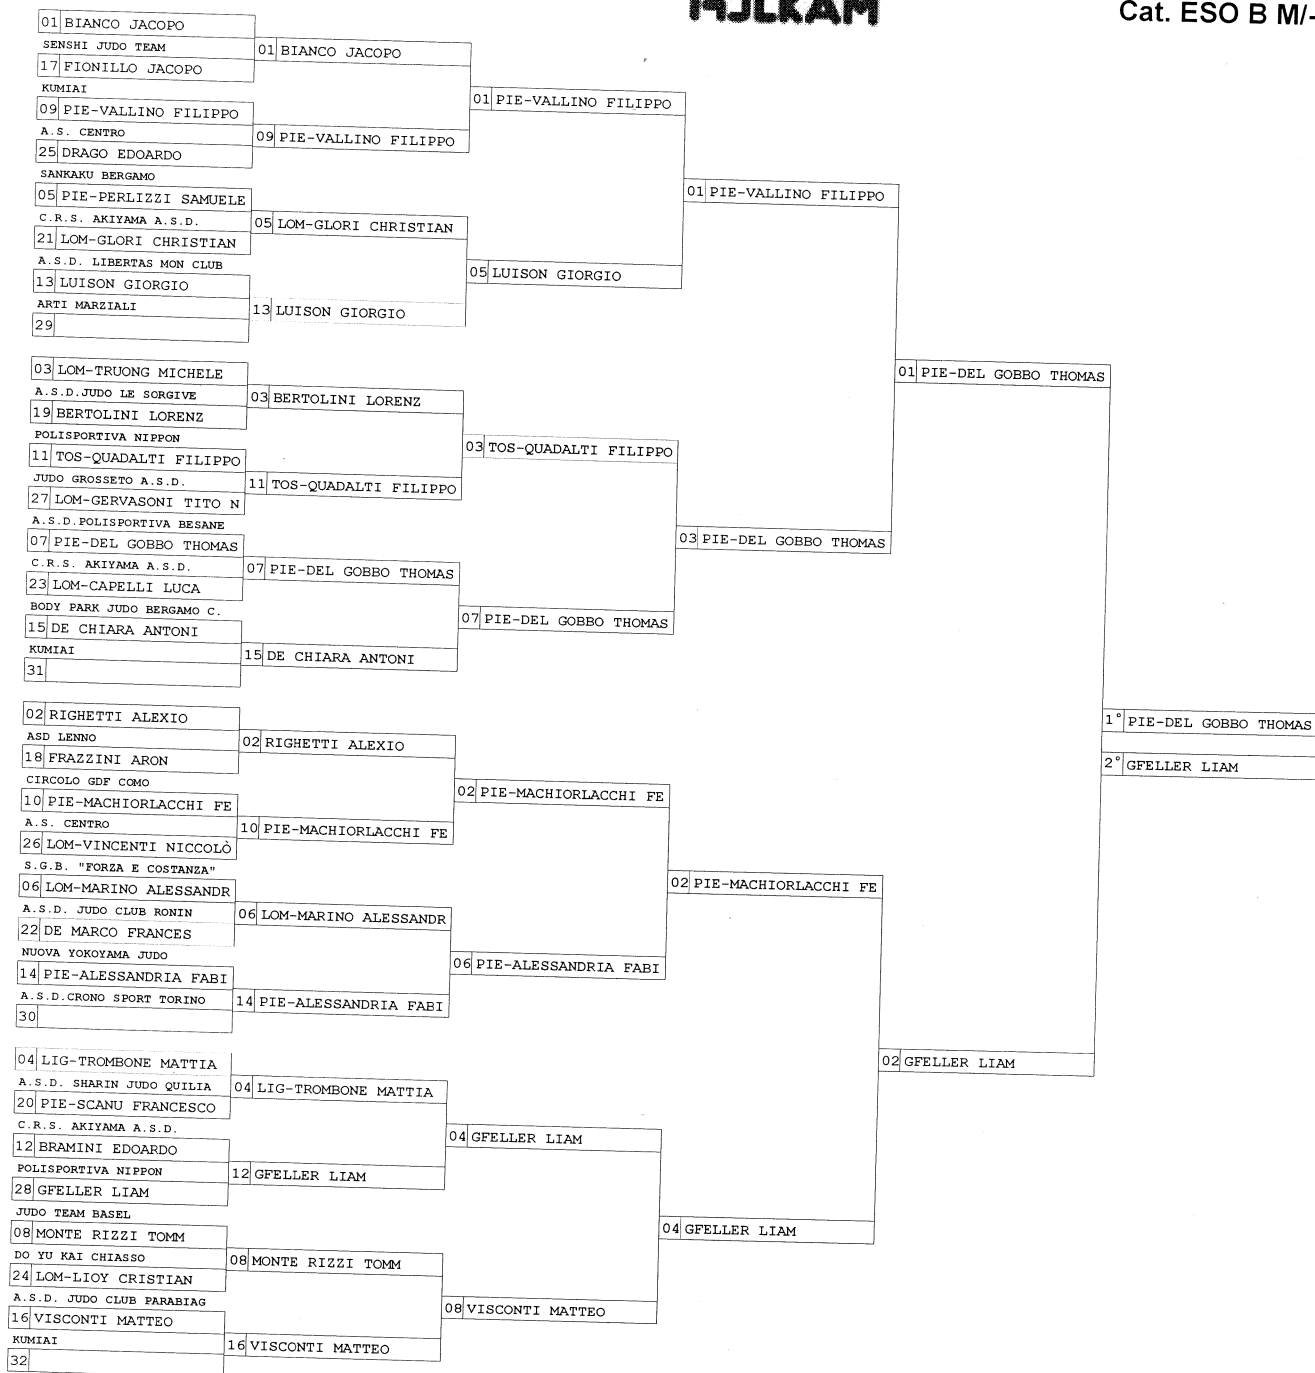 FIJLKAM
Cat. ESO B M/-
01 BIANCO JACOPO
SENSHI JUDO TEAM
17 FIONILLO JACOPO
KUMIAI
09 PIE-VALLINO FILIPPO
A.S. CENTRO
25 DRAGO EDOARDO
SANKAKU BERGAMO
05 PIE-PERLIZZI SAMUELE
C.R.S. AKIYAMA A.S.D.
21 LOM-GLORI CHRISTIAN
A.S.D. LIBERTAS MON CLUB
13 LUISON GIORGIO
ARTI MARZIALI
29
03 LOM-TRUONG MICHELE
A.S.D.JUDO LE SORGIVE
19 BERTOLINI LORENZ
POLISPORTIVA NIPPON
11 TOS-QUADALTI FILIPPO
JUDO GROSSETO A.S.D.
27 LOM-GERVASONI TITO N
A.S.D.POLISPORTIVA BESANE
07 PIE-DEL GOBBO THOMAS
C.R.S. AKIYAMA A.S.D.
23 LOM-CAPELLI LUCA
BODY PARK JUDO BERGAMO C.
15 DE CHIARA ANTONI
KUMIAI
31
02 RIGHETTI ALEXIO
ASD LENNO
18 FRAZZINI ARON
CIRCOLO GDF COMO
10 PIE-MACHIORLACCHI FE
A.S. CENTRO
26 LOM-VINCENTI NICCOLÒ
S.G.B. "FORZA E COSTANZA"
06 LOM-MARINO ALESSANDR
A.S.D. JUDO CLUB RONIN
22 DE MARCO FRANCES
NUOVA YOKOYAMA JUDO
14 PIE-ALESSANDRIA FABI
A.S.D.CRONO SPORT TORINO
30
04 LIG-TROMBONE MATTIA
A.S.D. SHARIN JUDO QUILIA
20 PIE-SCANU FRANCESCO
C.R.S. AKIYAMA A.S.D.
12 BRAMINI EDOARDO
POLISPORTIVA NIPPON
28 GFELLER LIAM
JUDO TEAM BASEL
08 MONTE RIZZI TOMM
DO YU KAI CHIASSO
24 LOM-LIOY CRISTIAN
A.S.D. JUDO CLUB PARABIAG
16 VISCONTI MATTEO
KUMIAI
32
01 BIANCO JACOPO
09 PIE-VALLINO FILIPPO
05 LOM-GLORI CHRISTIAN
13 LUISON GIORGIO
03 BERTOLINI LORENZ
11 TOS-QUADALTI FILIPPO
07 PIE-DEL GOBBO THOMAS
15 DE CHIARA ANTONI
02 RIGHETTI ALEXIO
10 PIE-MACHIORLACCHI FE
06 LOM-MARINO ALESSANDR
14 PIE-ALESSANDRIA FABI
04 LIG-TROMBONE MATTIA
12 GFELLER LIAM
08 MONTE RIZZI TOMM
16 VISCONTI MATTEO
01 PIE-VALLINO FILIPPO
05 LUISON GIORGIO
03 TOS-QUADALTI FILIPPO
07 PIE-DEL GOBBO THOMAS
02 PIE-MACHIORLACCHI FE
06 PIE-ALESSANDRIA FABI
04 GFELLER LIAM
08 VISCONTI MATTEO
01 PIE-VALLINO FILIPPO
03 PIE-DEL GOBBO THOMAS
02 PIE-MACHIORLACCHI FE
04 GFELLER LIAM
01 PIE-DEL GOBBO THOMAS
02 GFELLER LIAM
1° PIE-DEL GOBBO THOMAS
2° GFELLER LIAM